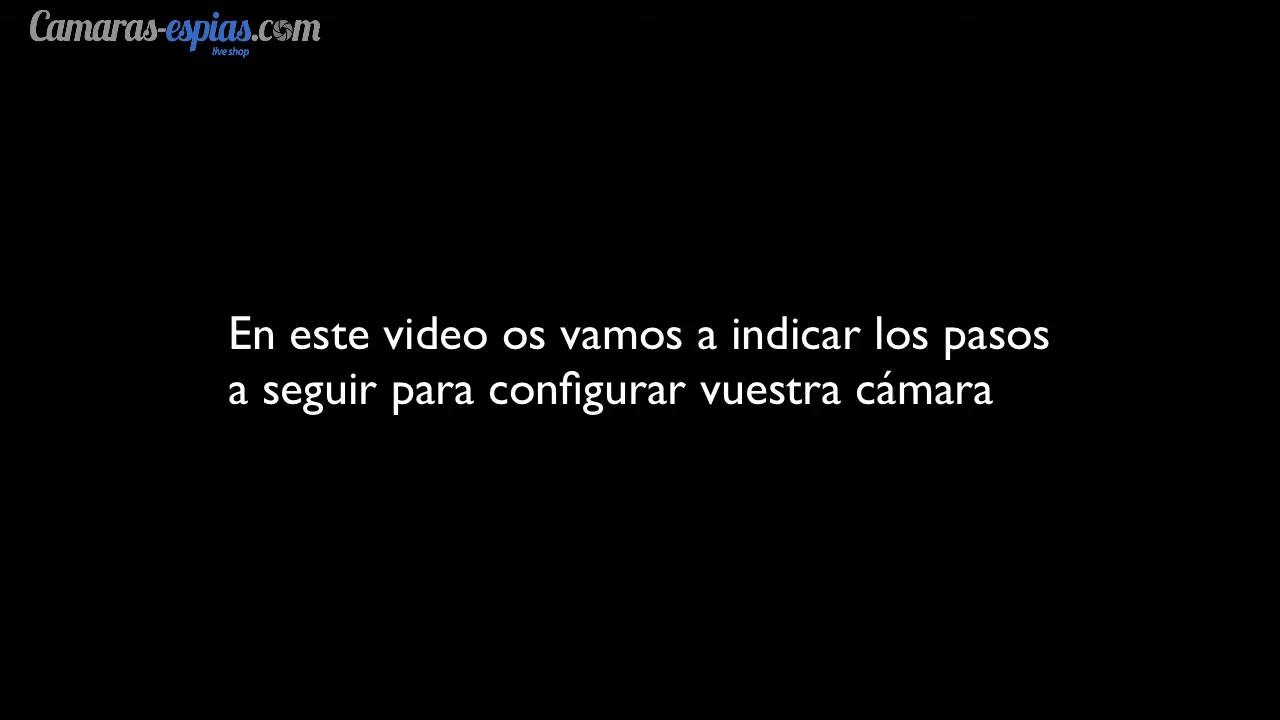 Camaras-espias.com
live shop
En este video os vamos a indicar los pasos
a seguir para configurar vuestra cámara